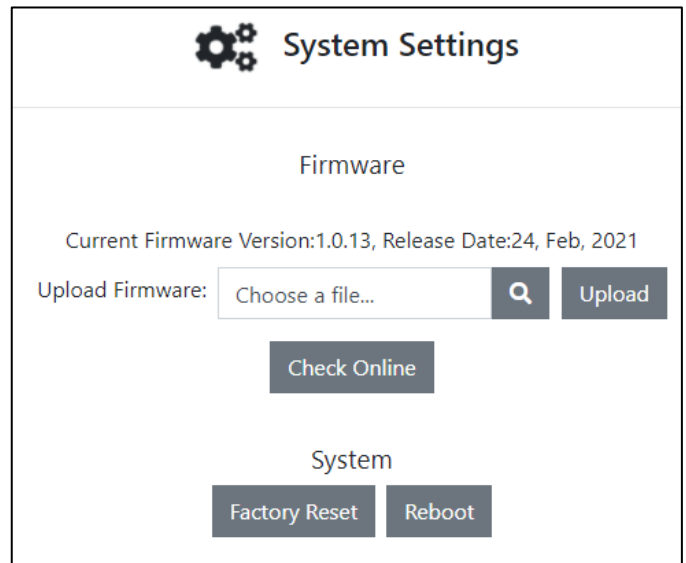 System Settings
Firmware
Current Firmware Version:1.0.13, Release Date:24, Feb, 2021
Upload Firmware: Choose a file... Upload
Check Online
System
Factory Reset Reboot